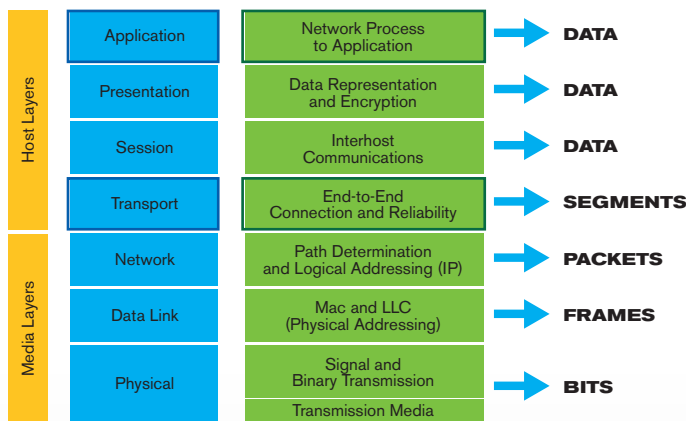 Host Layers
Application
Network Process
to Application
DATA
Presentation
Data Representation
and Encryption
DATA
Session
Interhost
Communications
DATA
Transport
End-to-End
Connection and Reliability
SEGMENTS
Media Layers
Network
Path Determination
and Logical Addressing (IP)
PACKETS
Data Link
Mac and LLC
(Physical Addressing)
FRAMES
Physical
Signal and
Binary Transmission
BITS
Transmission Media